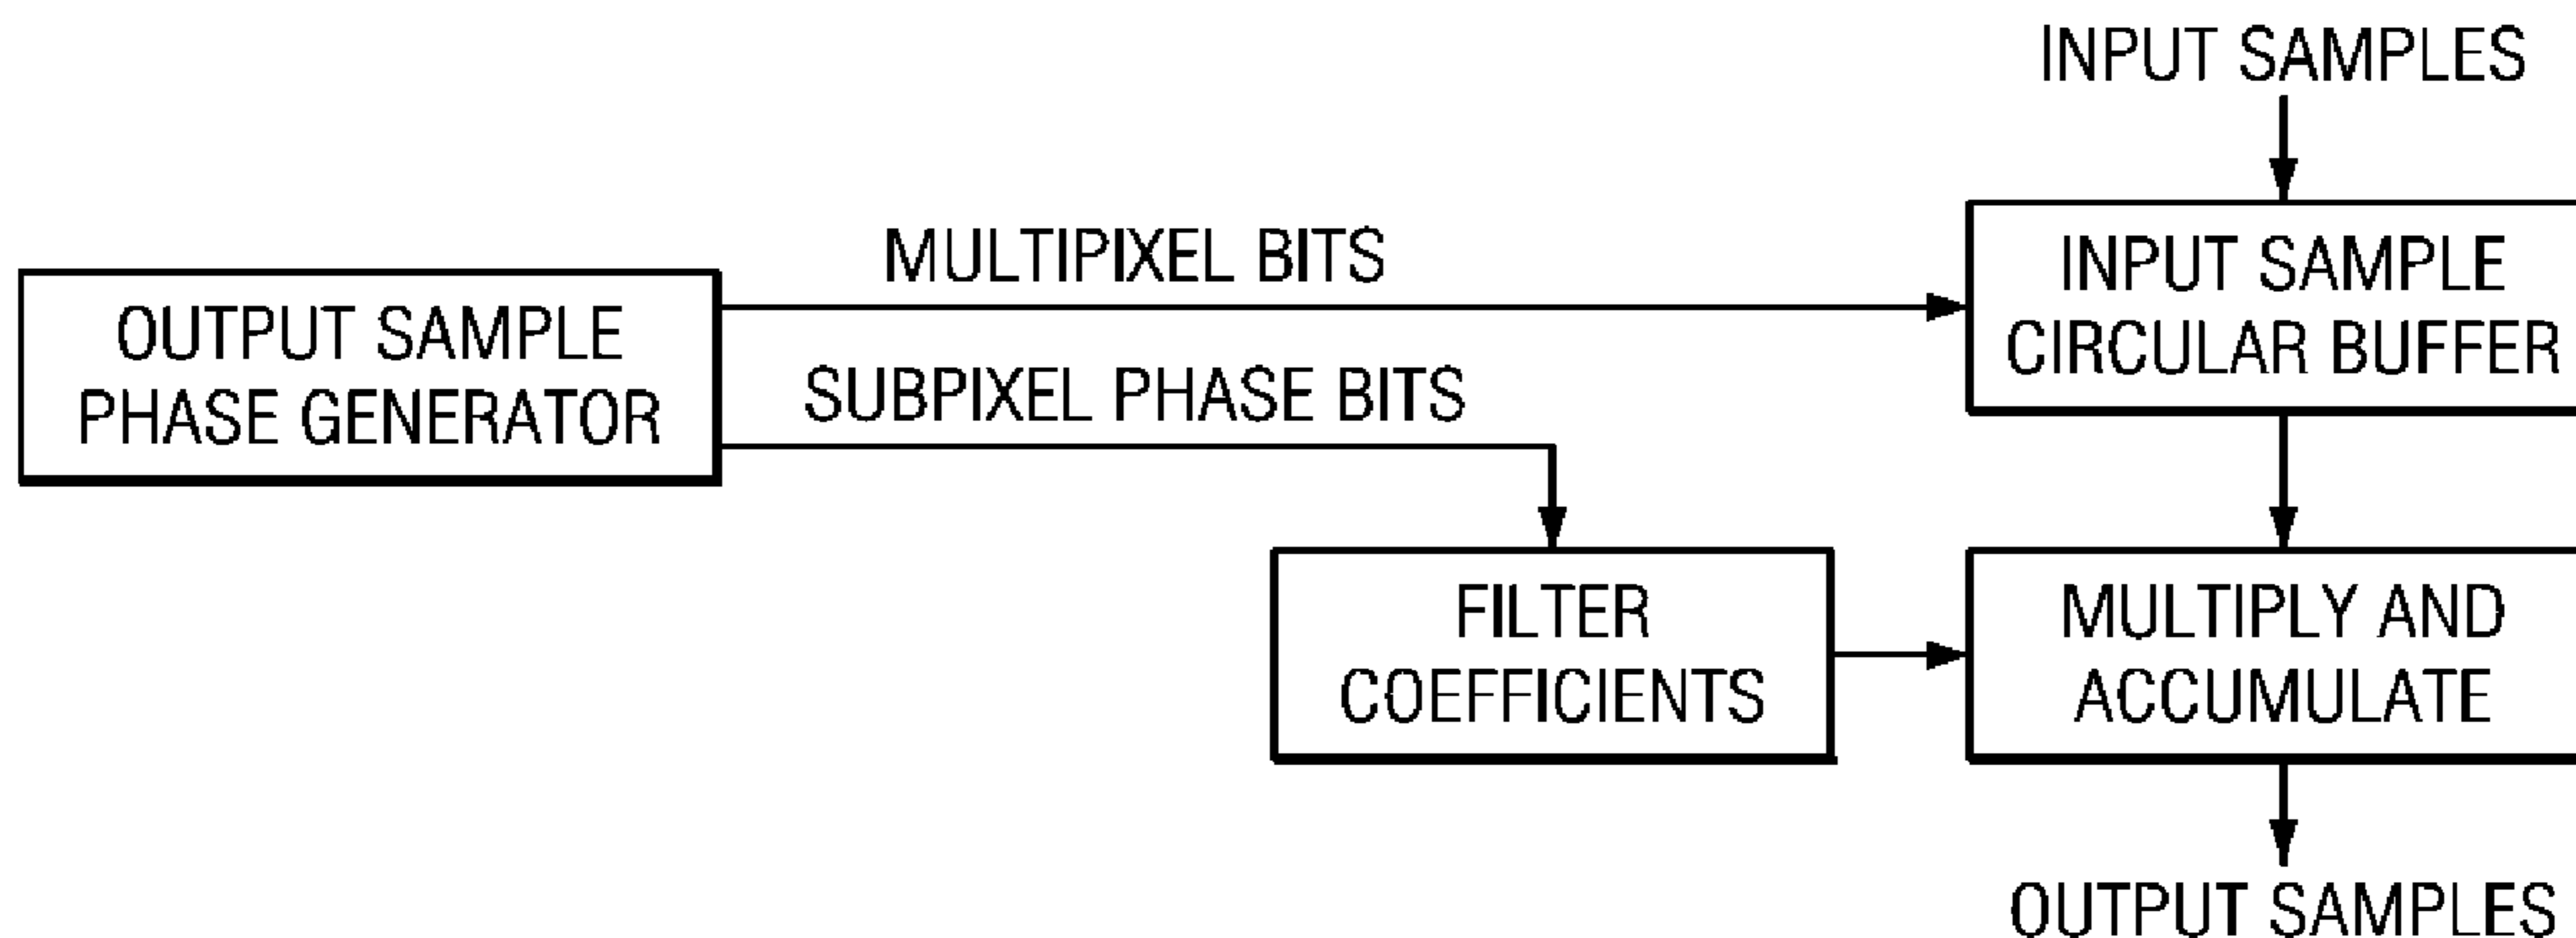 INPUT SAMPLES
MULTIPIXEL BITS
INPUT SAMPLE
CIRCULAR BUFFER
OUTPUT SAMPLE
PHASE GENERATOR
SUBPIXEL PHASE BITS
FILTER
COEFFICIENTS
MULTIPLY AND
ACCUMULATE
OUTPUT SAMPLES